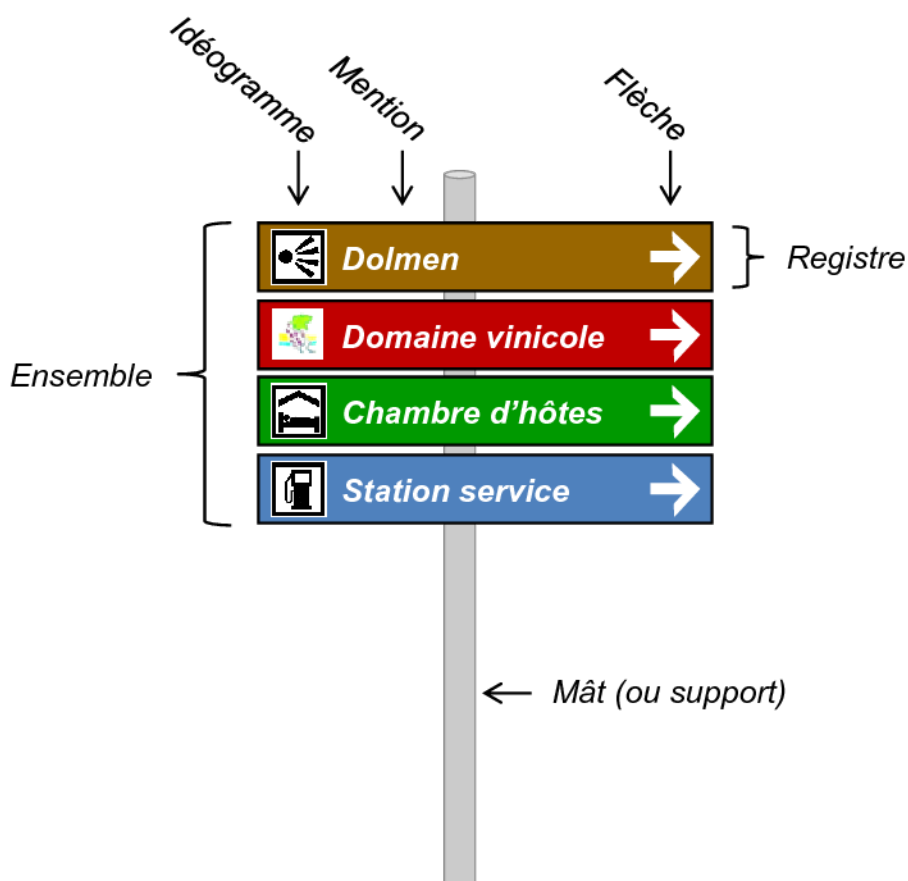 Idéogramme
Mention
Flèche
Dolmen
Registre
Domaine vinicole
Ensemble
Chambre d’hôtes
Station service
Mât (ou support)